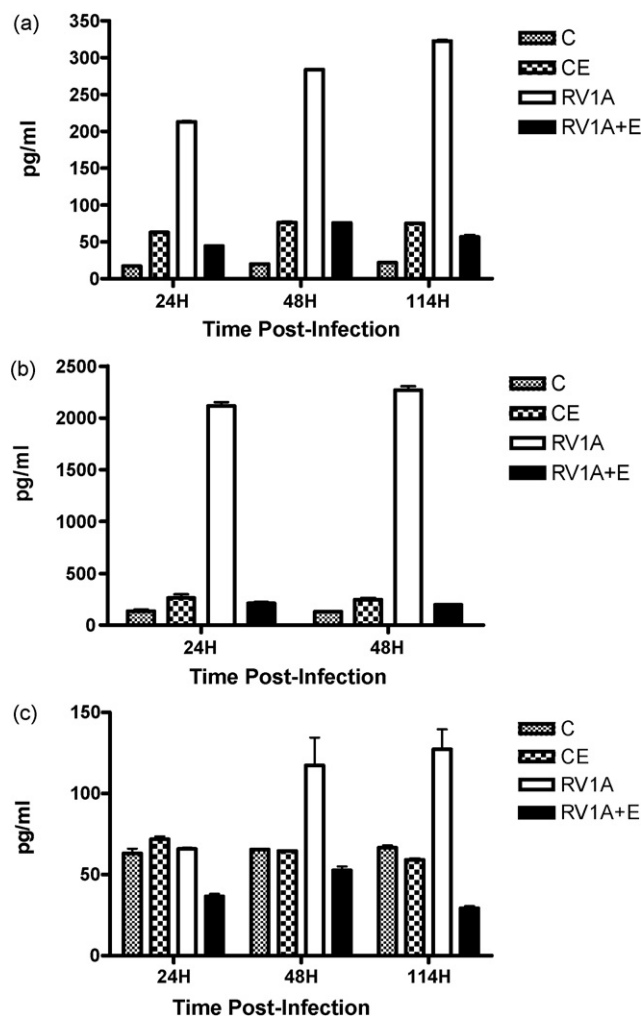 (a)
350
300
250
200
150
100
50
0
pg/ml
24H 48H 114H
Time Post-Infection
C
CE
RV1A
RV1A+E
(b)
2500
2000
1500
1000
500
0
pg/ml
24H 48H
Time Post-Infection
C
CE
RV1A
RV1A+E
(c)
150
100
50
0
pg/ml
24H 48H 114H
Time Post-Infection
C
CE
RV1A
RV1A+E